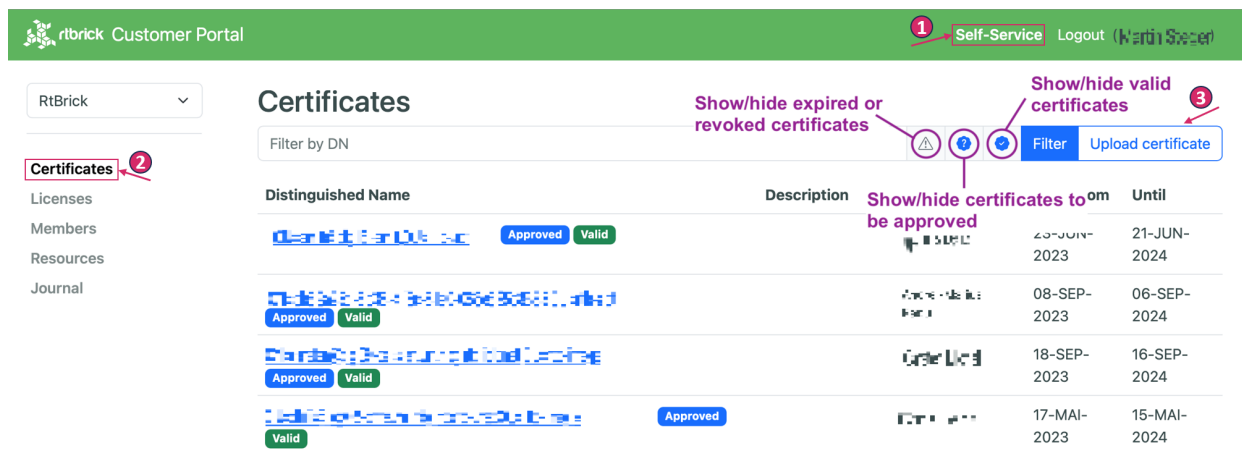 rtbrick Customer Portal
1
Self-Service
Logout
RtBrick
Certificates
Show/hide expired or
revoked certificates
Show/hide valid
certificates
3
Filter by DN
Filter
Upload certificate
Certificates
2
Licenses
Members
Resources
Journal
Distinguished Name
Description
Show/hide certificates to
be approved
om
Until
Approved
Valid
23-JUN-
2023
21-JUN-
2024
Approved
Valid
08-SEP-
2023
06-SEP-
2024
Approved
Valid
18-SEP-
2023
16-SEP-
2024
Approved
Valid
17-MAI-
2023
15-MAI-
2024